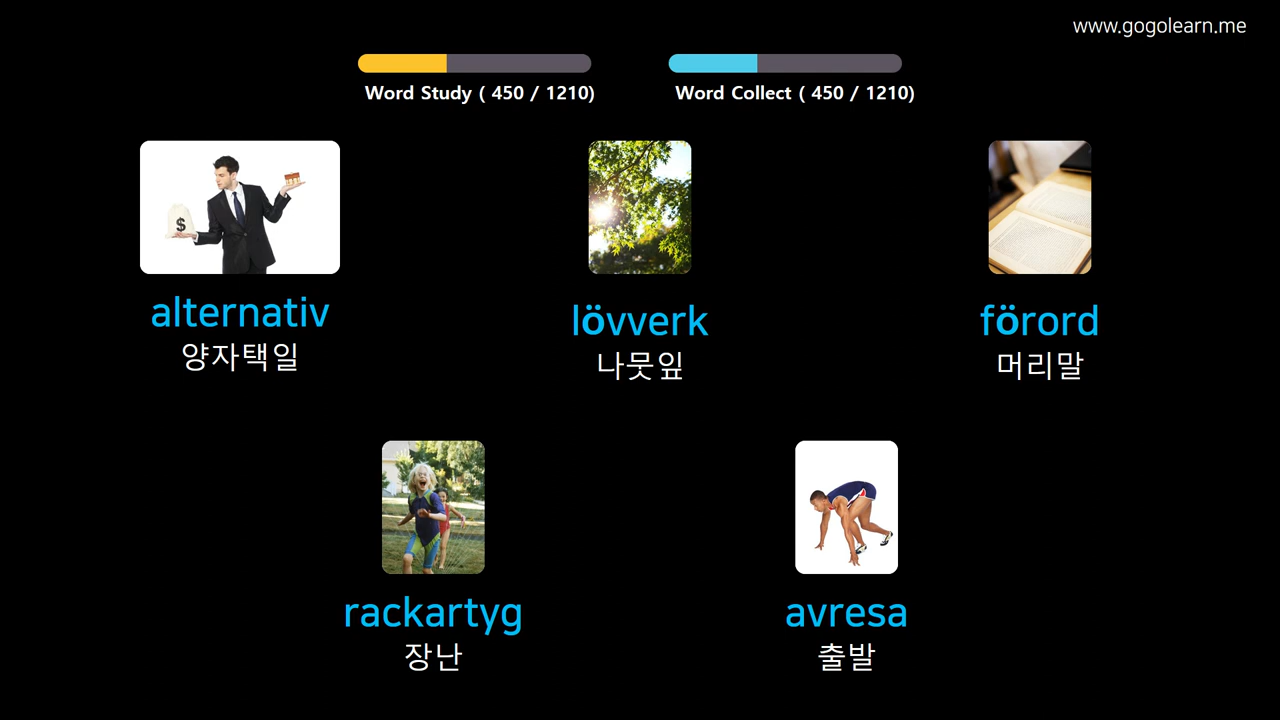 www.gogolearn.me
Word Study ( 450 / 1210)
Word Collect ( 450 / 1210)
$
alternativ
양자택일
lövverk
나뭇잎
förord
머리말
rackartyg
장난
avresa
출발